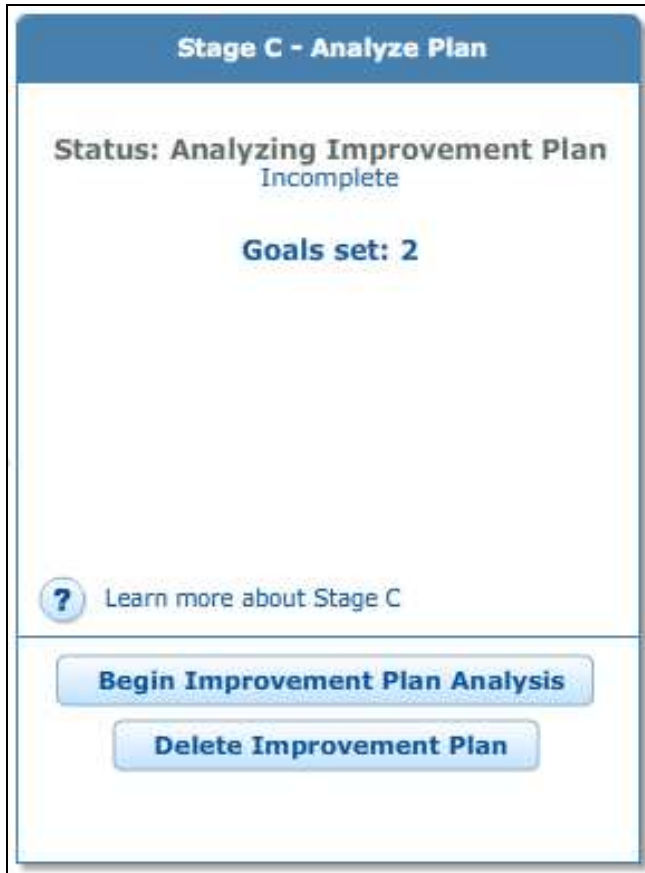 Stage C - Analyze Plan
Status: Analyzing Improvement Plan
Incomplete
Goals set: 2
? Learn more about Stage C
Begin Improvement Plan Analysis
Delete Improvement Plan